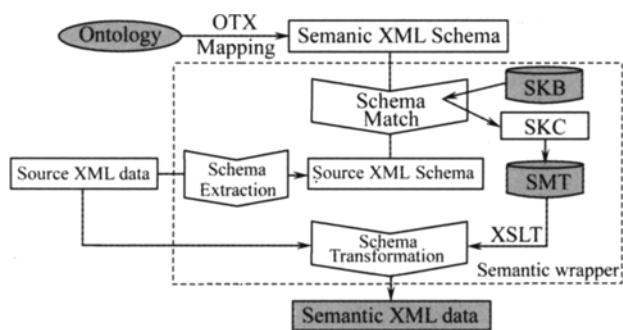 Ontology
OTX
Mapping
Semanic XML Schema
Schema
Match
SKB
SKC
Source XML data
Schema
Extraction
Source XML Schema
SMT
Schema
Transformation
XSLT
Semantic wrapper
Semantic XML data